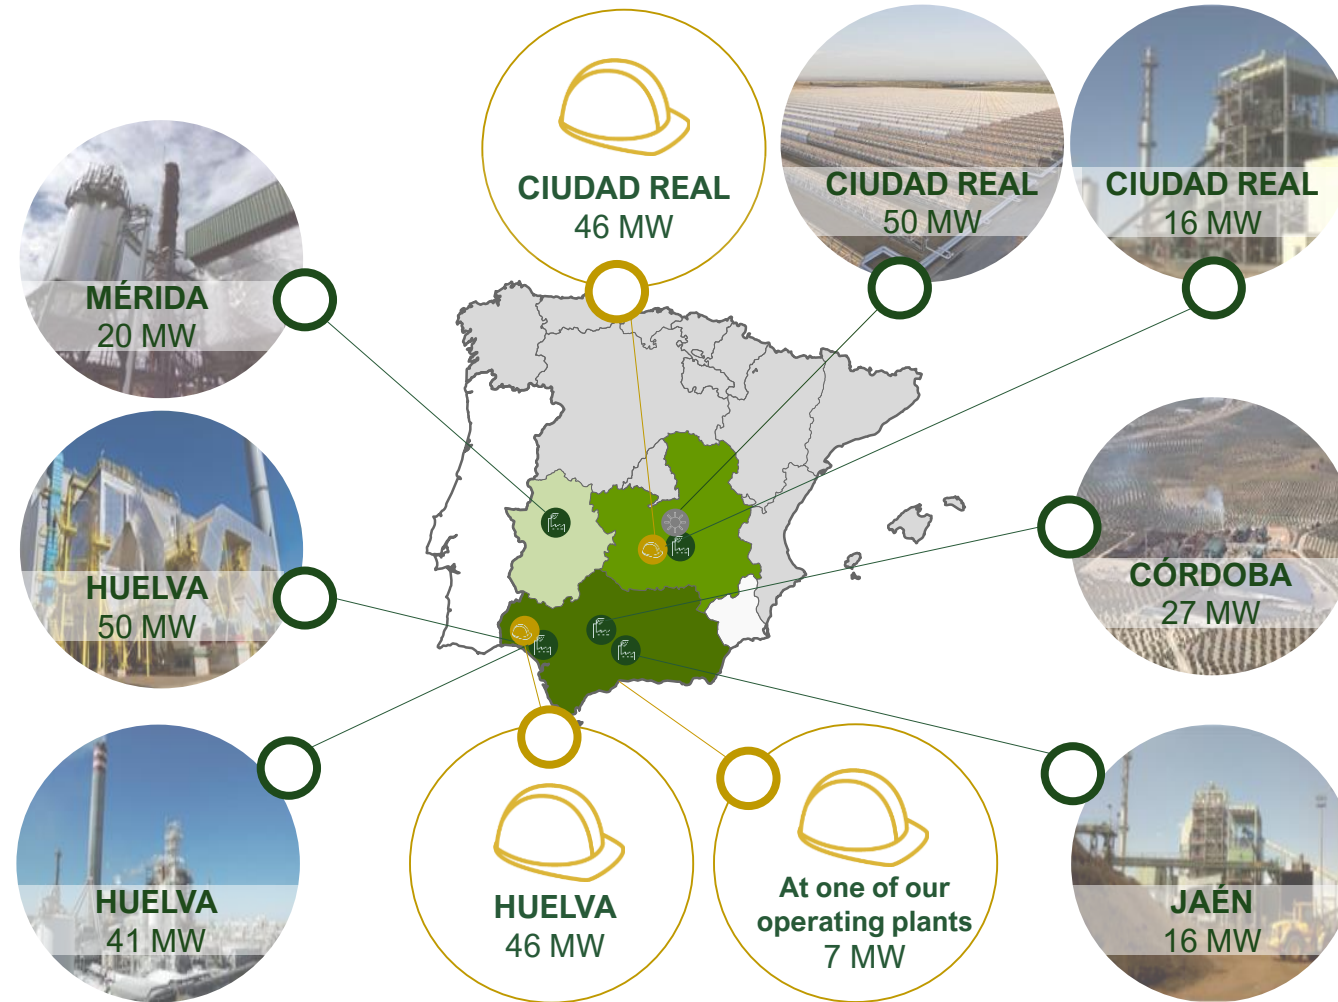 CIUDAD REAL
46 MW
CIUDAD REAL
50 MW
CIUDAD REAL
16 MW
MÉRIDA
20 MW
HUELVA
50 MW
CÓRDOBA
27 MW
HUELVA
41 MW
HUELVA
46 MW
At one of our
operating plants
7 MW
JAÉN
16 MW